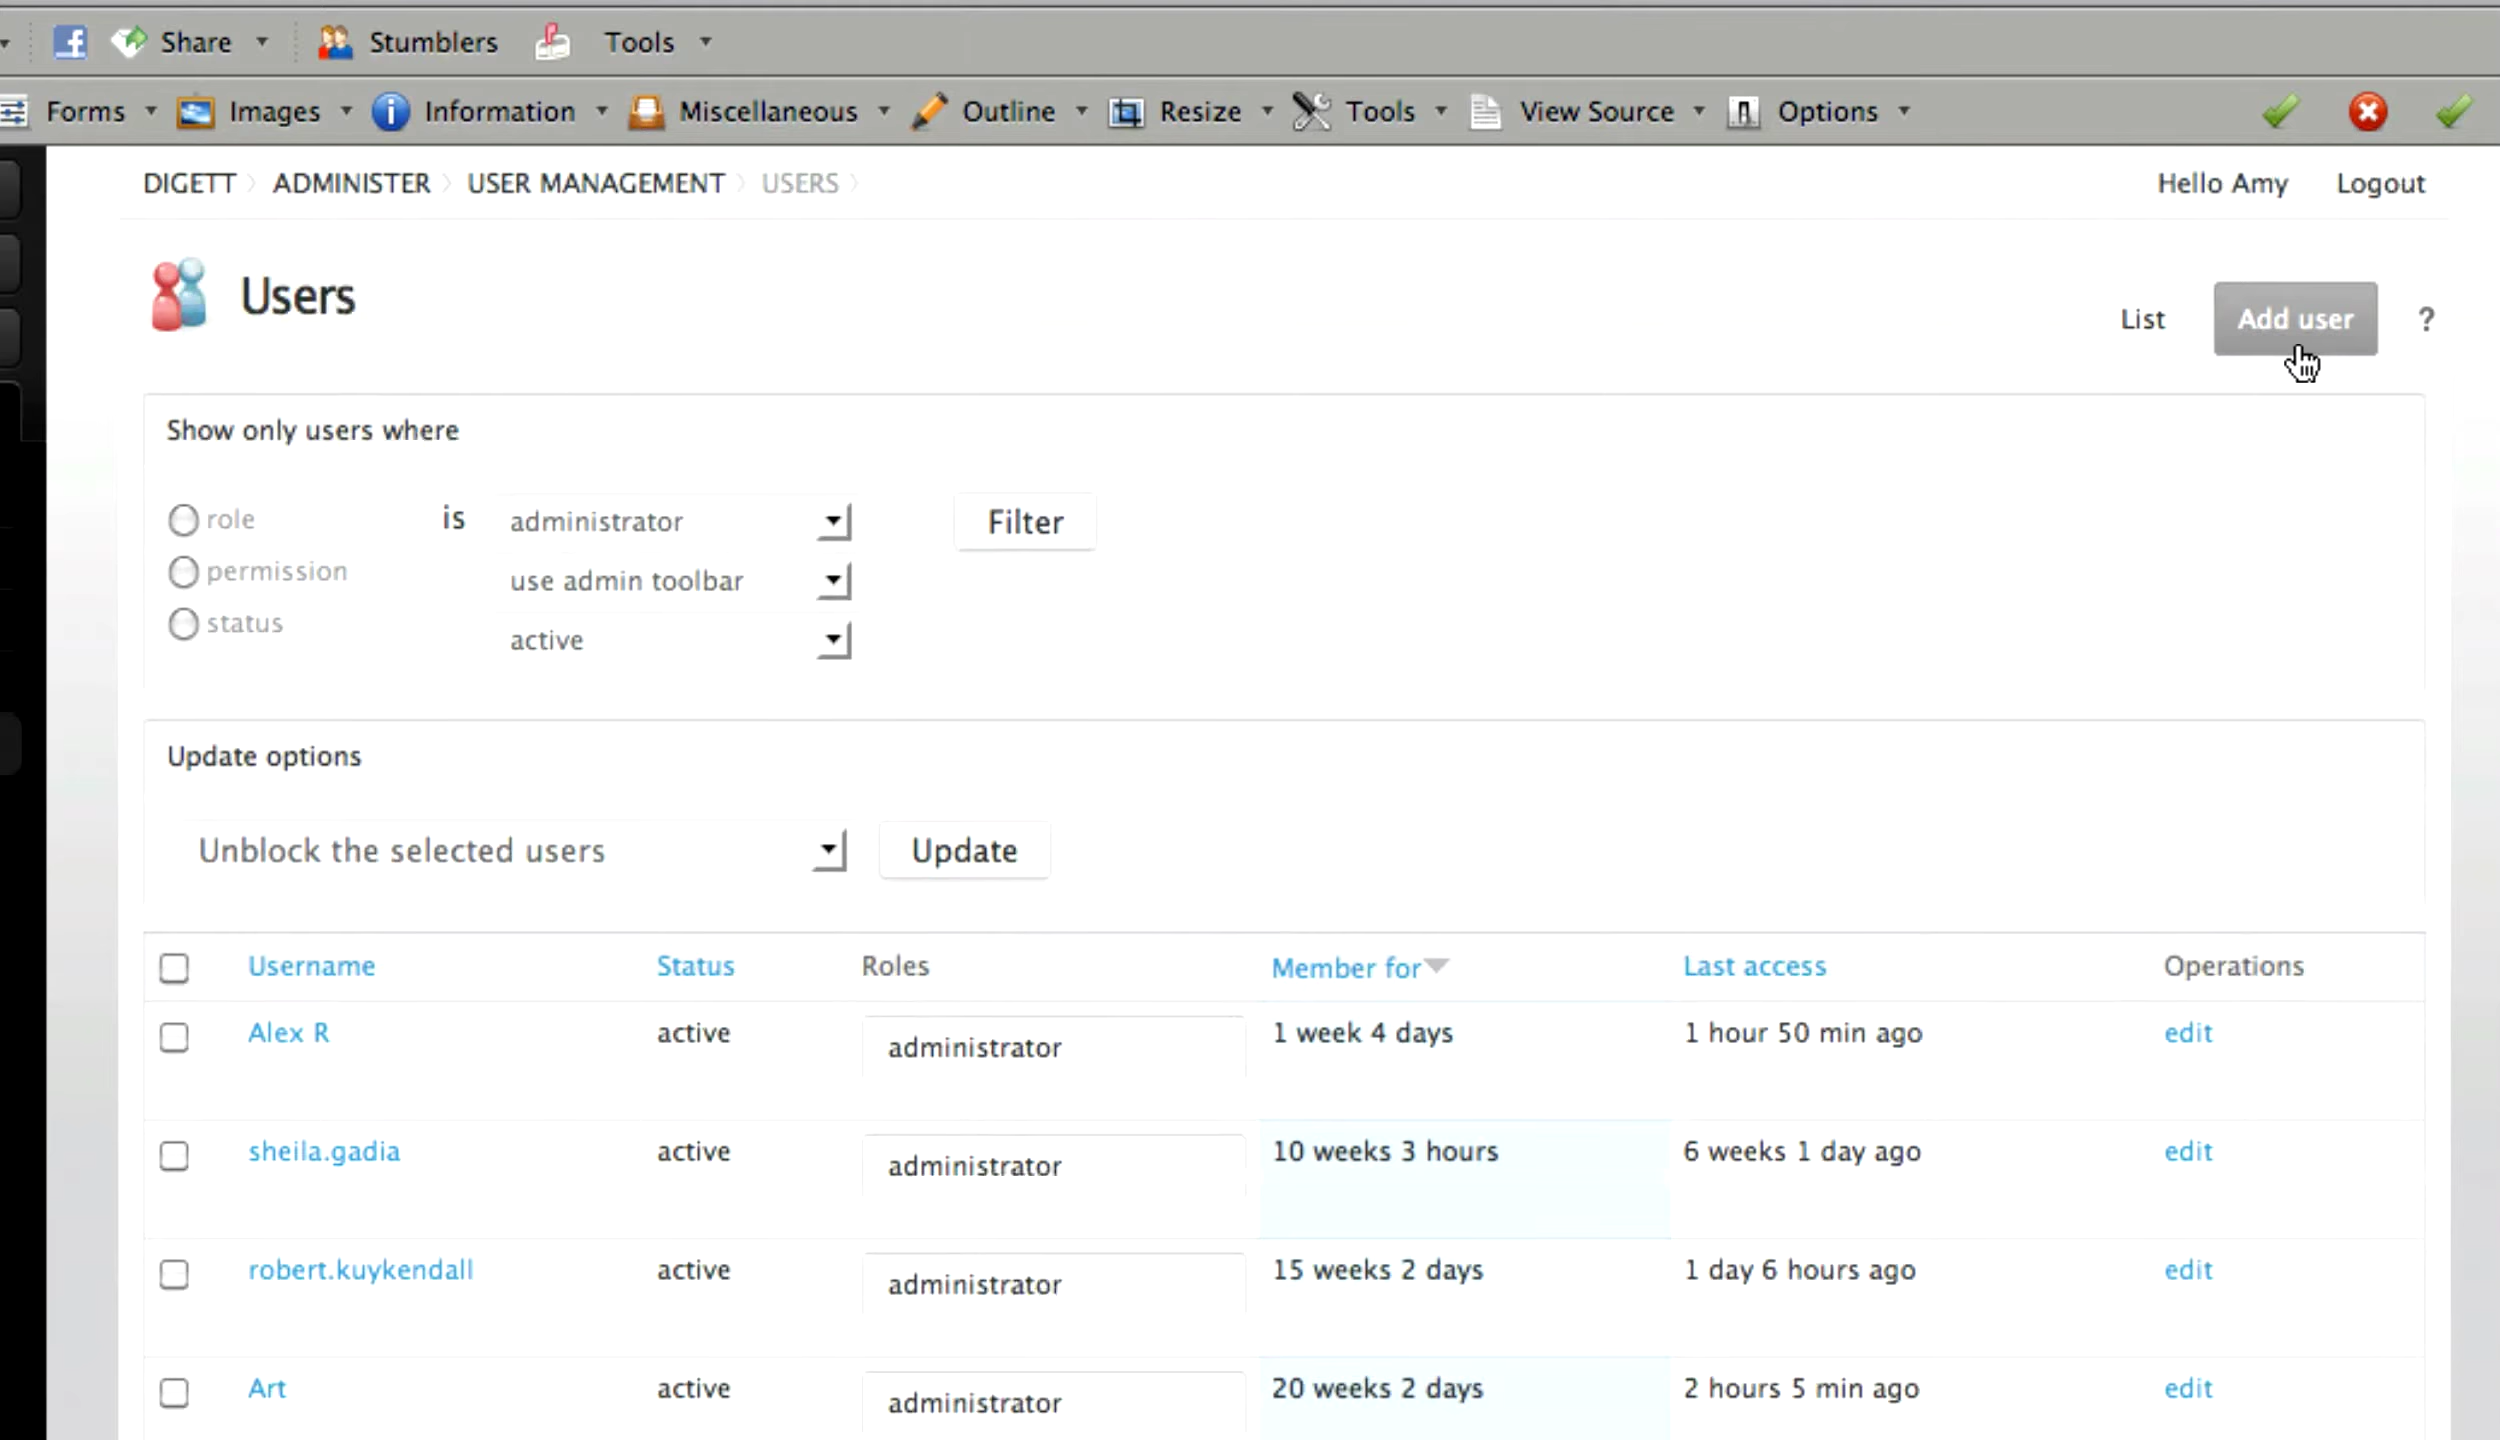 Share Stumblers Tools
Forms Images Information Miscellaneous Outline Resize Tools View Source Options
DIGETT ADMINISTER USER MANAGEMENT USERS Hello Amy Logout
Users
List Add user ?
Show only users where
role is administrator Filter
permission use admin toolbar
status active
Update options
Unblock the selected users Update
Username Status Roles Member for Last access Operations
Alex R active administrator 1 week 4 days 1 hour 50 min ago edit
sheila.gadia active administrator 10 weeks 3 hours 6 weeks 1 day ago edit
robert.kuykendall active administrator 15 weeks 2 days 1 day 6 hours ago edit
Art active administrator 20 weeks 2 days 2 hours 5 min ago edit